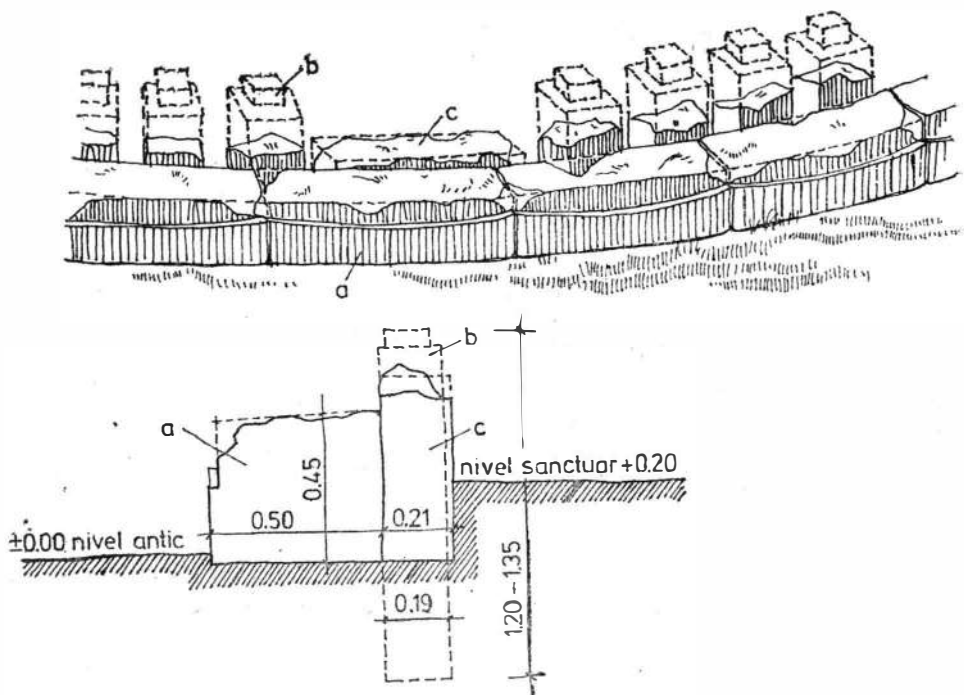 b
c
a
b
a
c
nivel sanctuar +0.20
0.45
0.50
0.21
±0.00 nivel antic
0.19
1.20 - 1.35